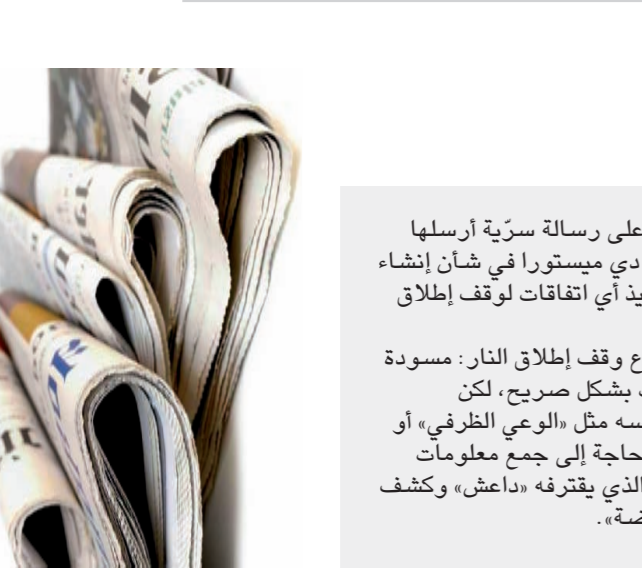 على رسالة سرّية أرسلها
دي ميستورا في شأن إنشاء
يذ أي اتفاقات لوقف إطلاق
ع وقف إطلاق النار: مسودة
بشكل صريح، لكن
سه مثل «الوعي الظرفي» أو
حاجة إلى جمع معلومات
الذي يقترفه «داعش» وكشف
ضة».